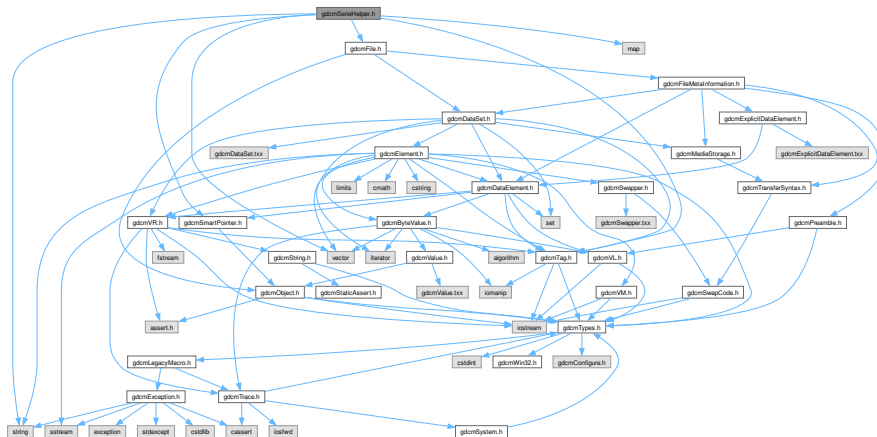 gdcmSerieHelper.h
gdcmFile.h
map
gdcmFileMetaInformation.h
gdcmDataSet.h
gdcmExplicitDataElement.h
gdcmDataSet.txx
gdcmElement.h
gdcmMediaStorage.h
gdcmExplicitDataElement.txx
limits
cmath
cstring
gdcmDataElement.h
gdcmSwapper.h
gdcmTransferSyntax.h
gdcmVR.h
gdcmSmartPointer.h
gdcmByteValue.h
set
gdcmSwapper.txx
gdcmPreamble.h
fstream
gdcmString.h
vector
iterator
gdcmValue.h
algorithm
gdcmTag.h
gdcmVL.h
gdcmObject.h
gdcmStaticAssert.h
gdcmValue.txx
iomanip
gdcmVM.h
gdcmSwapCode.h
assert.h
iostream
gdcmTypes.h
gdcmLegacyMacro.h
cstdint
gdcmWin32.h
gdcmConfigure.h
gdcmException.h
gdcmTrace.h
string
sstream
exception
stdexcept
cstdlib
cassert
iosfwd
gdcmSystem.h